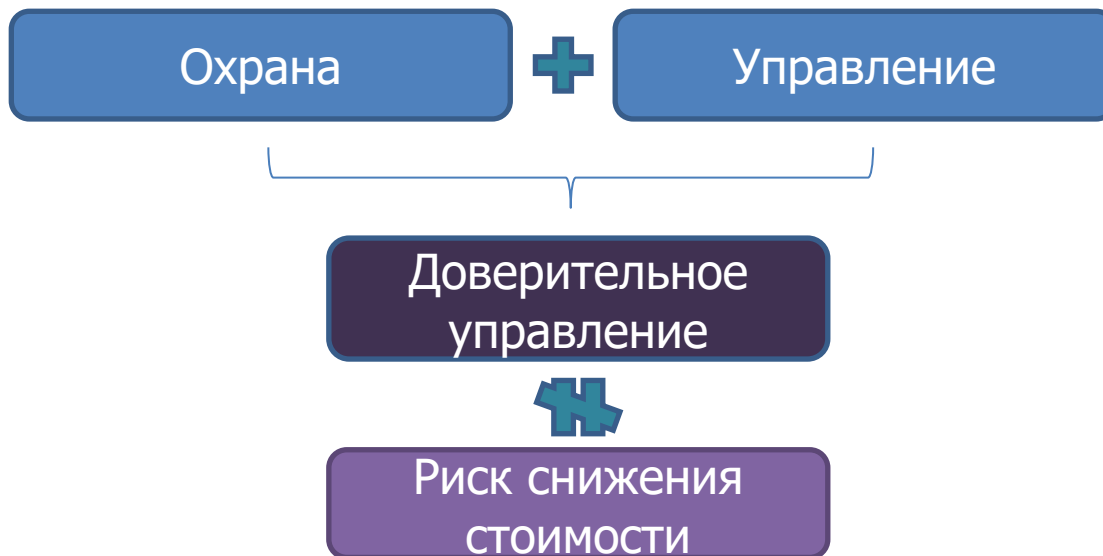 Охрана
Управление
Доверительное
управление
Риск снижения
стоимости